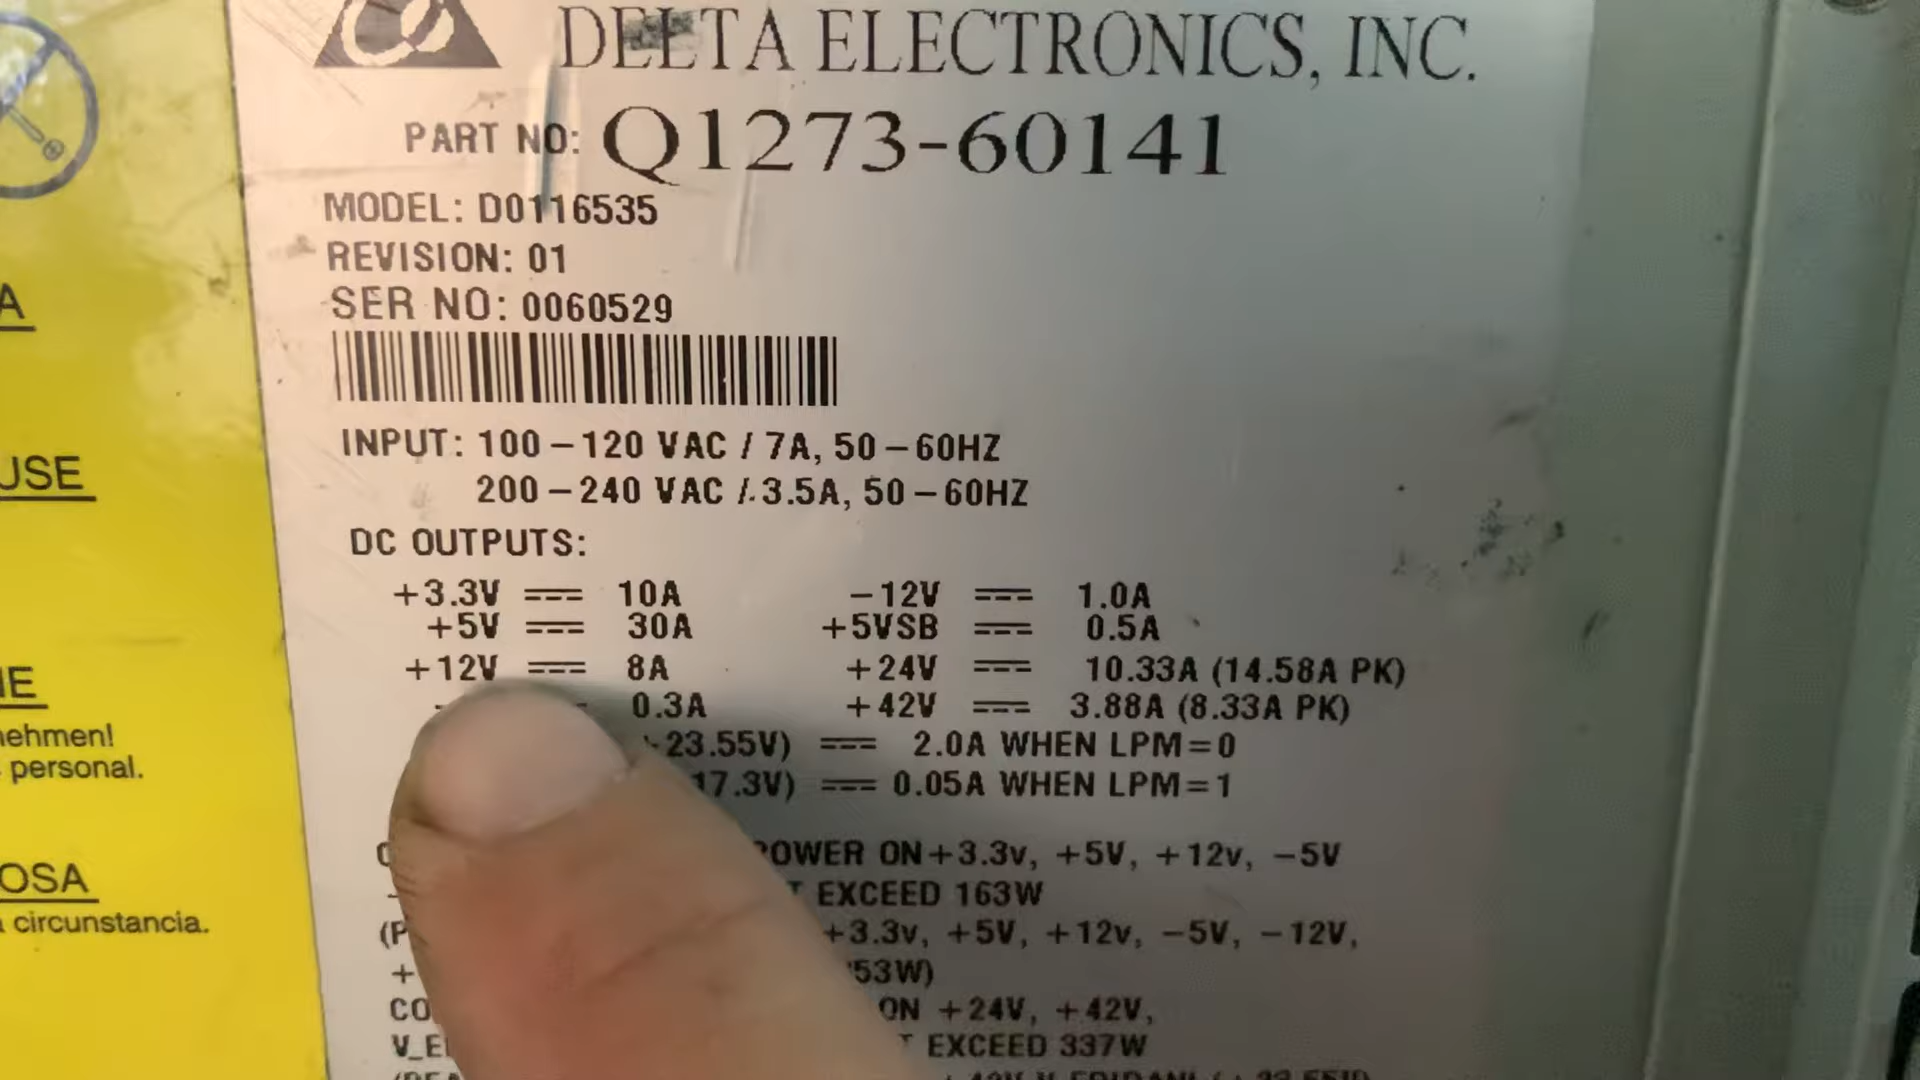 DELTA ELECTRONICS, INC.
PART NO: Q1273-60141
MODEL: D0116535
REVISION: 01
SER NO: 0060529
INPUT: 100-120 VAC / 7A, 50-60HZ
200-240 VAC / 3.5A, 50-60HZ
DC OUTPUTS:
+3.3V 10A -12V 1.0A
+5V 30A +5VSB 0.5A
+12V 8A +24V 10.33A (14.58A PK)
0.3A +42V 3.88A (8.33A PK)
23.55V) 2.0A WHEN LPM=0
17.3V) 0.05A WHEN LPM=1
POWER ON +3.3v, +5V, +12v, -5V
EXCEED 163W
+3.3v, +5V, +12v, -5V, -12V,
53W)
ON +24V, +42V,
EXCEED 337W
A
USE
E
nehmen!
personal.
OSA
circunstancia.